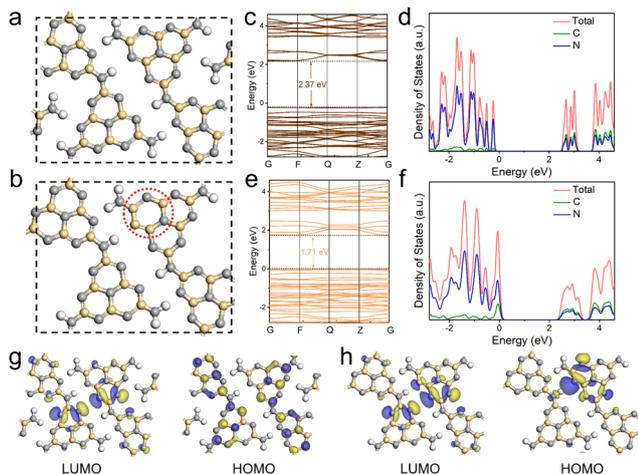 a
c
Energy (eV)
4
2
0
-2
2.37 eV
G F Q Z G
d
Density of States (a.u.)
Total
C
N
-2 0 2 4
Energy (eV)
b
e
Energy (eV)
4
2
0
-2
1.71 eV
G F Q Z G
f
Density of States (a.u.)
Total
C
N
-2 0 2 4
Energy (eV)
g
LUMO HOMO
h
LUMO HOMO